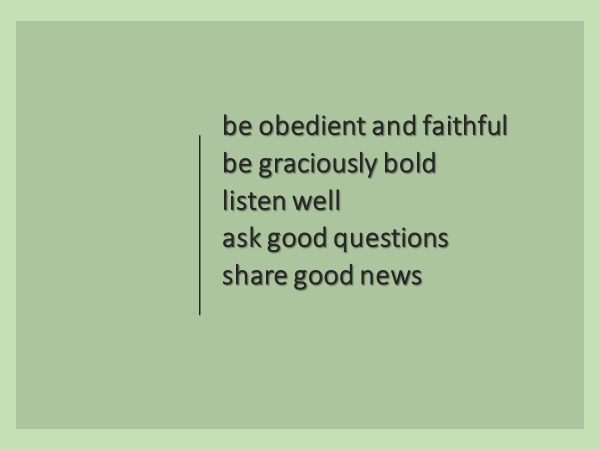 be obedient and faithful
be graciously bold
listen well
ask good questions
share good news